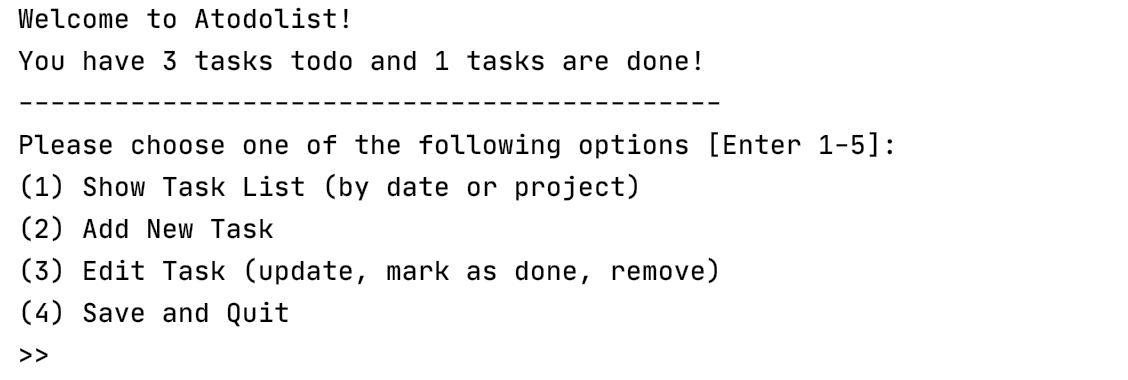 Welcome to Atodolist!
You have 3 tasks todo and 1 tasks are done!
--------------------------------------------
Please choose one of the following options [Enter 1-5]:
(1) Show Task List (by date or project)
(2) Add New Task
(3) Edit Task (update, mark as done, remove)
(4) Save and Quit
>>